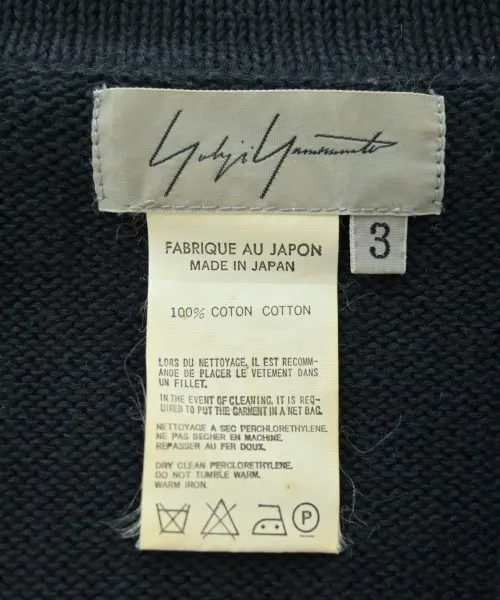 Yohji Yamamoto
3
FABRIQUE AU JAPON
MADE IN JAPAN
100% COTON COTTON
LORS DU NETTOYAGE, IL EST RECOMM-
ANDE DE PLACER LE VETEMENT DANS
UN FILLET.
IN THE EVENT OF CLEANING, IT IS REQ-
UIRED TO PUT THE GARMENT IN A NET BAG.
NETTOYAGE A SEC PERCHLORETHYLENE.
NE PAS SECHER EN MACHINE.
REPASSER AU FER DOUX.
DRY CLEAN PERCLORETHYLENE.
DO NOT TUMBLE WARM.
WARM IRON.
P